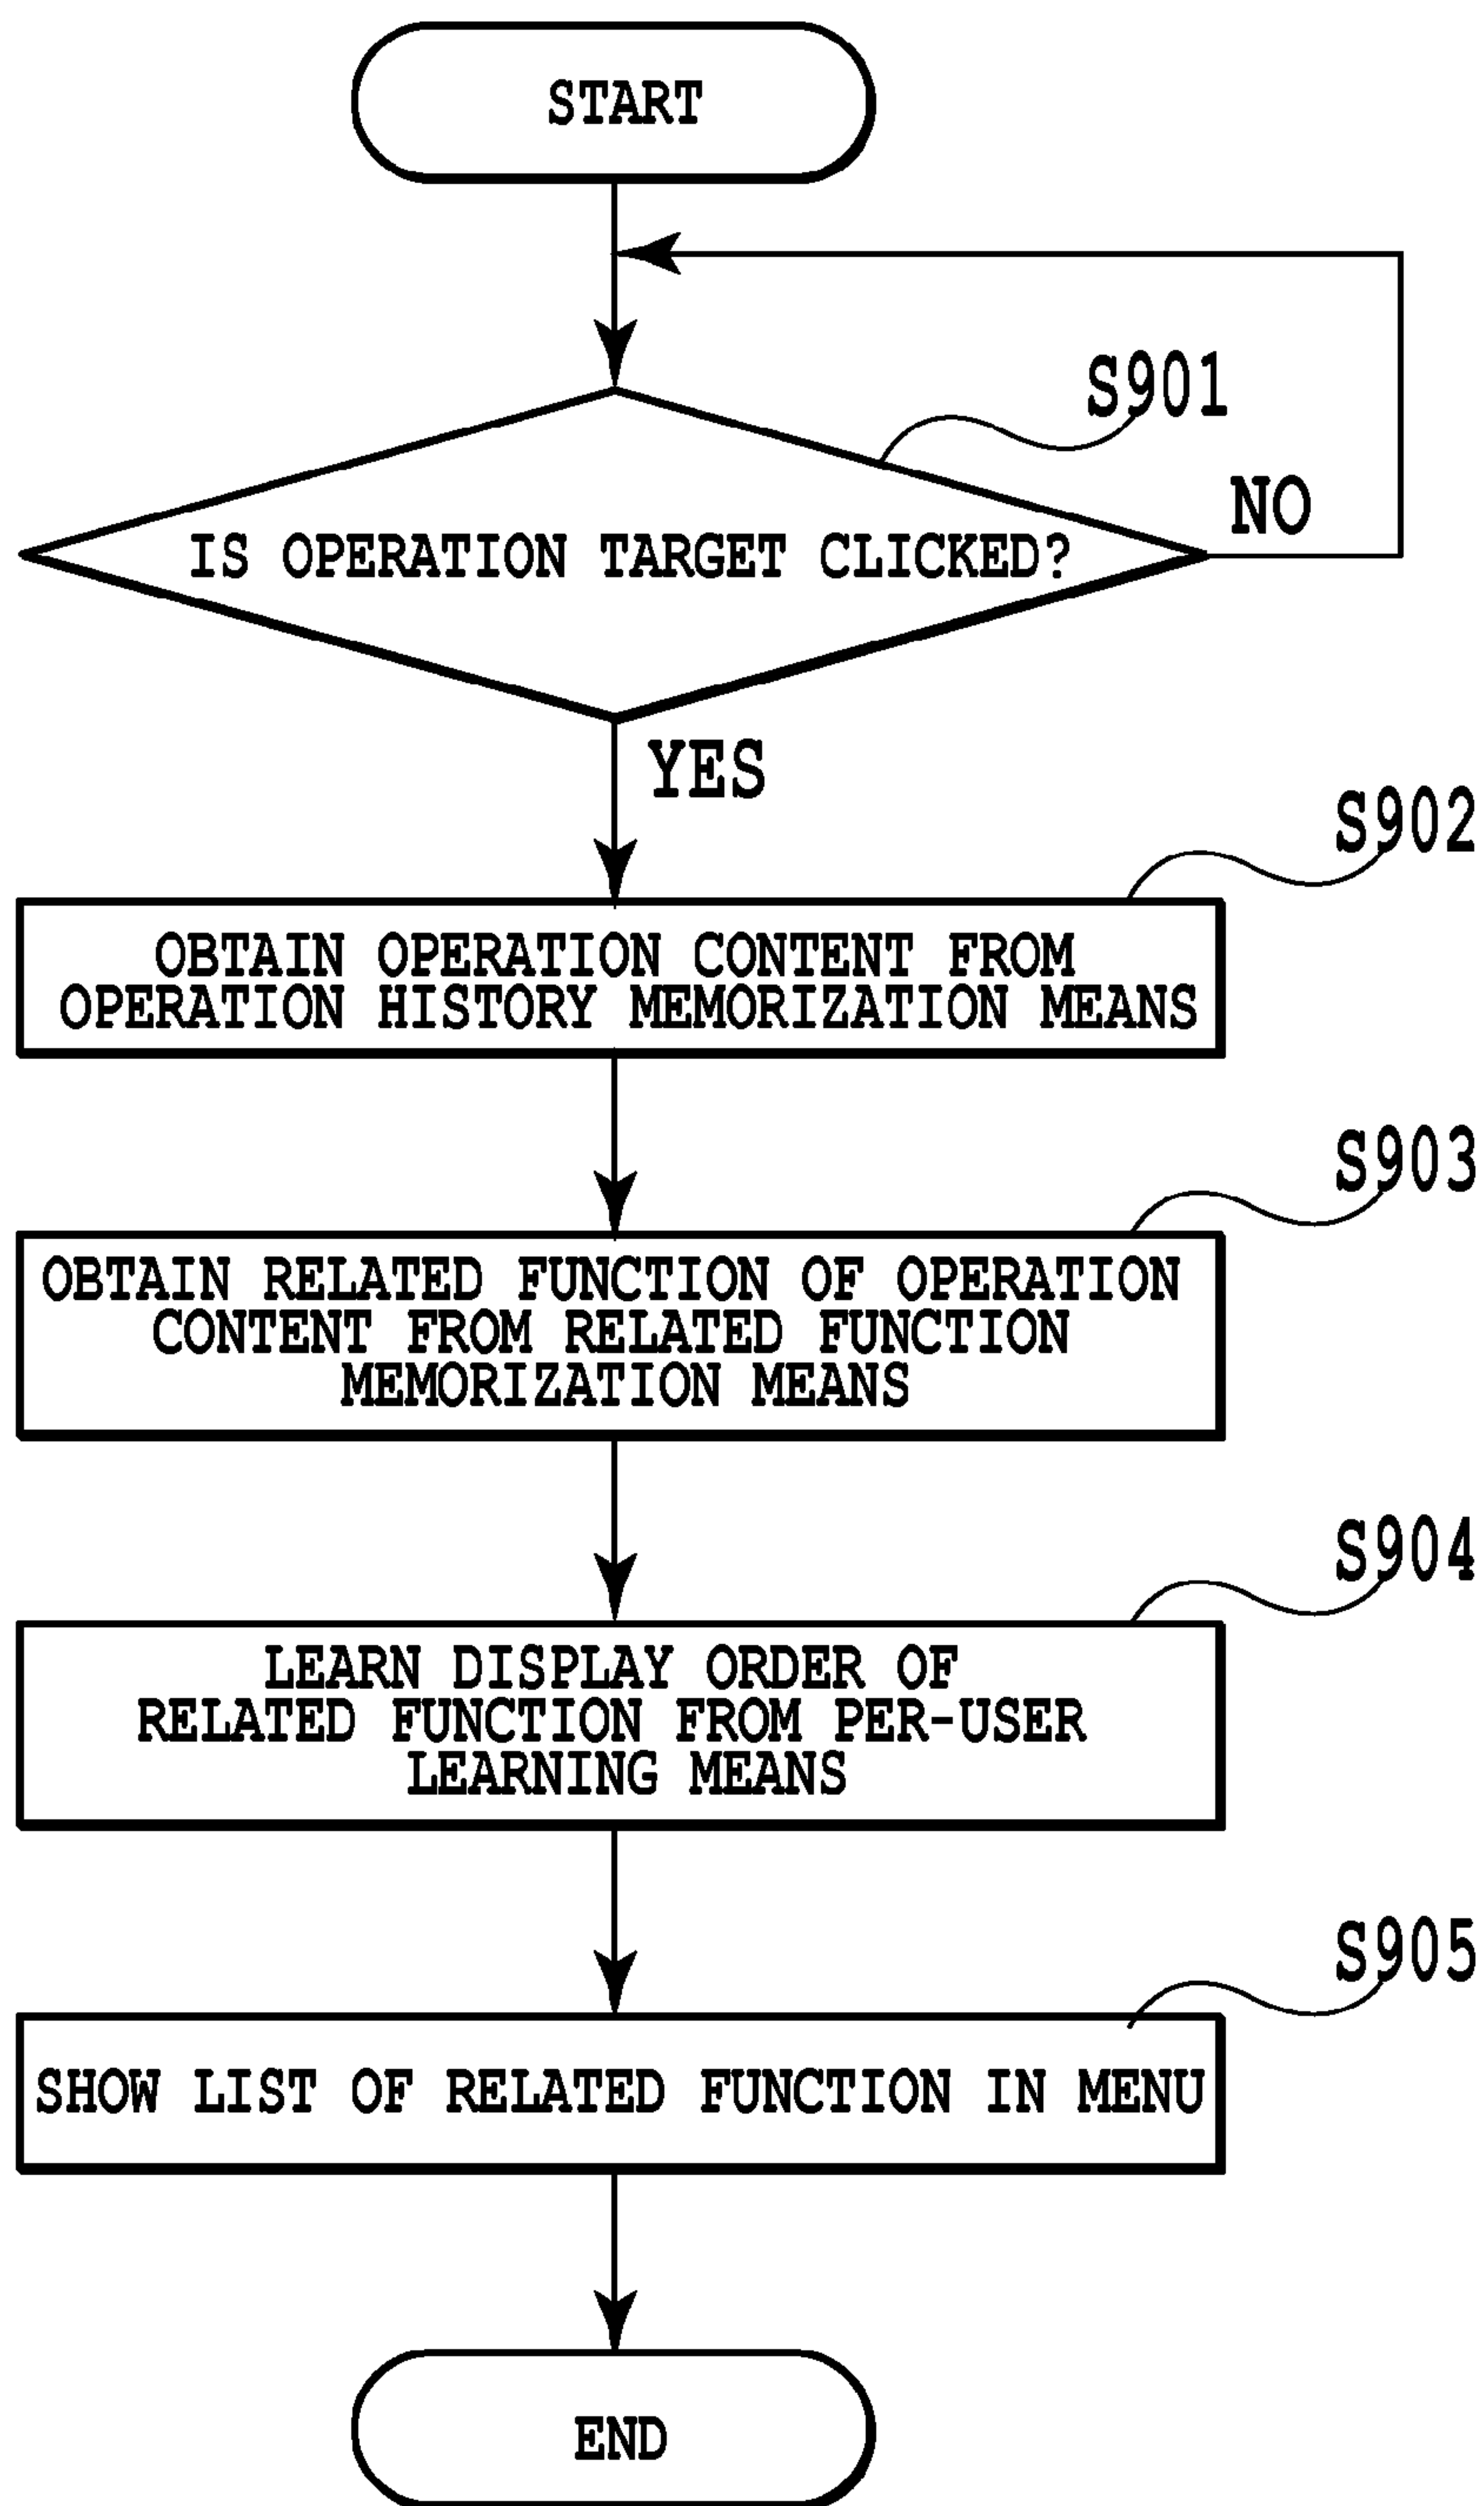 START
S901
NO
IS OPERATION TARGET CLICKED?
YES
S902
OBTAIN OPERATION CONTENT FROM
OPERATION HISTORY MEMORIZATION MEANS
S903
OBTAIN RELATED FUNCTION OF OPERATION
CONTENT FROM RELATED FUNCTION
MEMORIZATION MEANS
S904
LEARN DISPLAY ORDER OF
RELATED FUNCTION FROM PER-USER
LEARNING MEANS
S905
SHOW LIST OF RELATED FUNCTION IN MENU
END